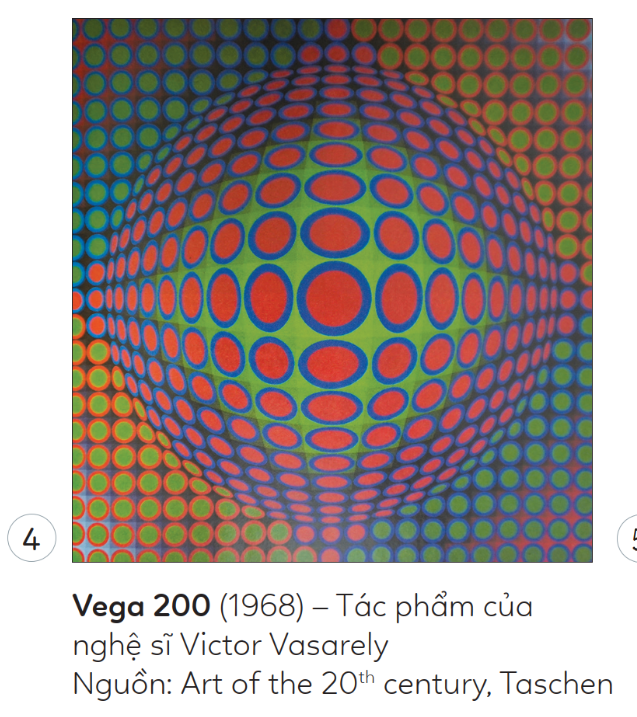 4
Vega 200 (1968) – Tác phẩm của
nghệ sĩ Victor Vasarely
Nguồn: Art of the 20th century, Taschen